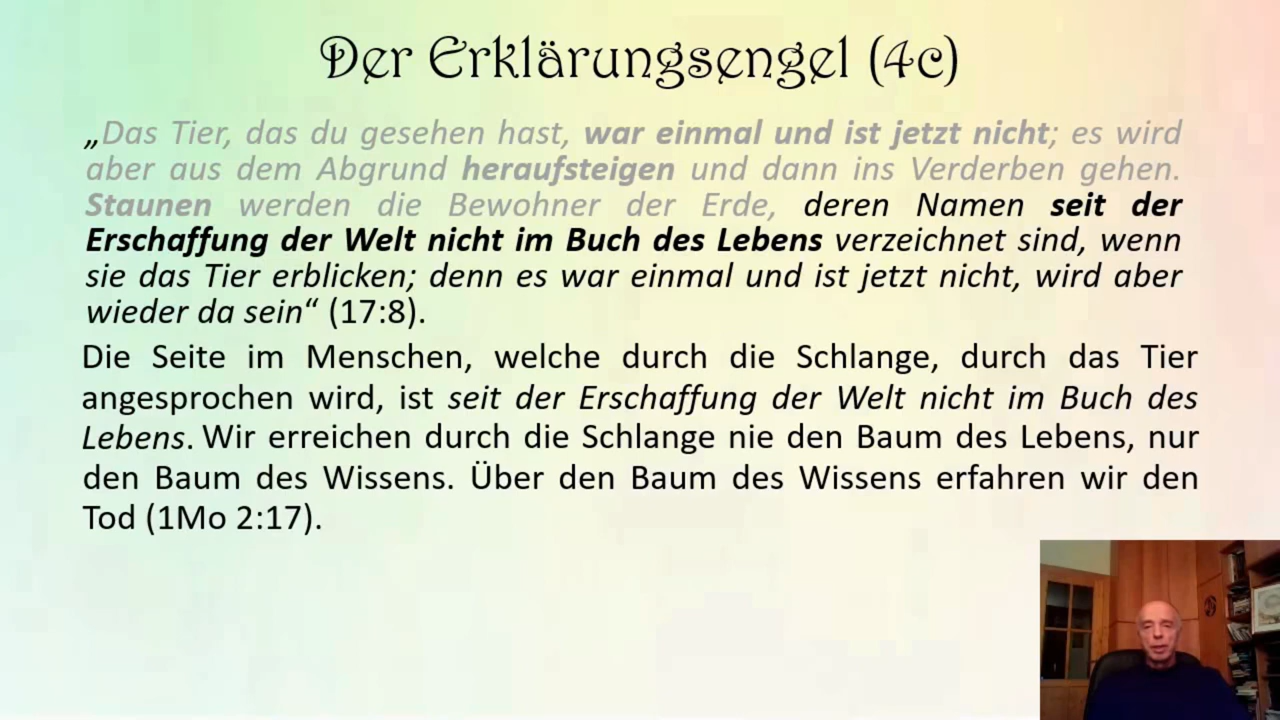 Der Erklärungsengel (4c)
„Das Tier, das du gesehen hast, war einmal und ist jetzt nicht; es wird
aber aus dem Abgrund heraufsteigen und dann ins Verderben gehen.
Staunen werden die Bewohner der Erde, deren Namen seit der
Erschaffung der Welt nicht im Buch des Lebens verzeichnet sind, wenn
sie das Tier erblicken; denn es war einmal und ist jetzt nicht, wird aber
wieder da sein“ (17:8).
Die Seite im Menschen, welche durch die Schlange, durch das Tier
angesprochen wird, ist seit der Erschaffung der Welt nicht im Buch des
Lebens. Wir erreichen durch die Schlange nie den Baum des Lebens, nur
den Baum des Wissens. Über den Baum des Wissens erfahren wir den
Tod (1Mo 2:17).